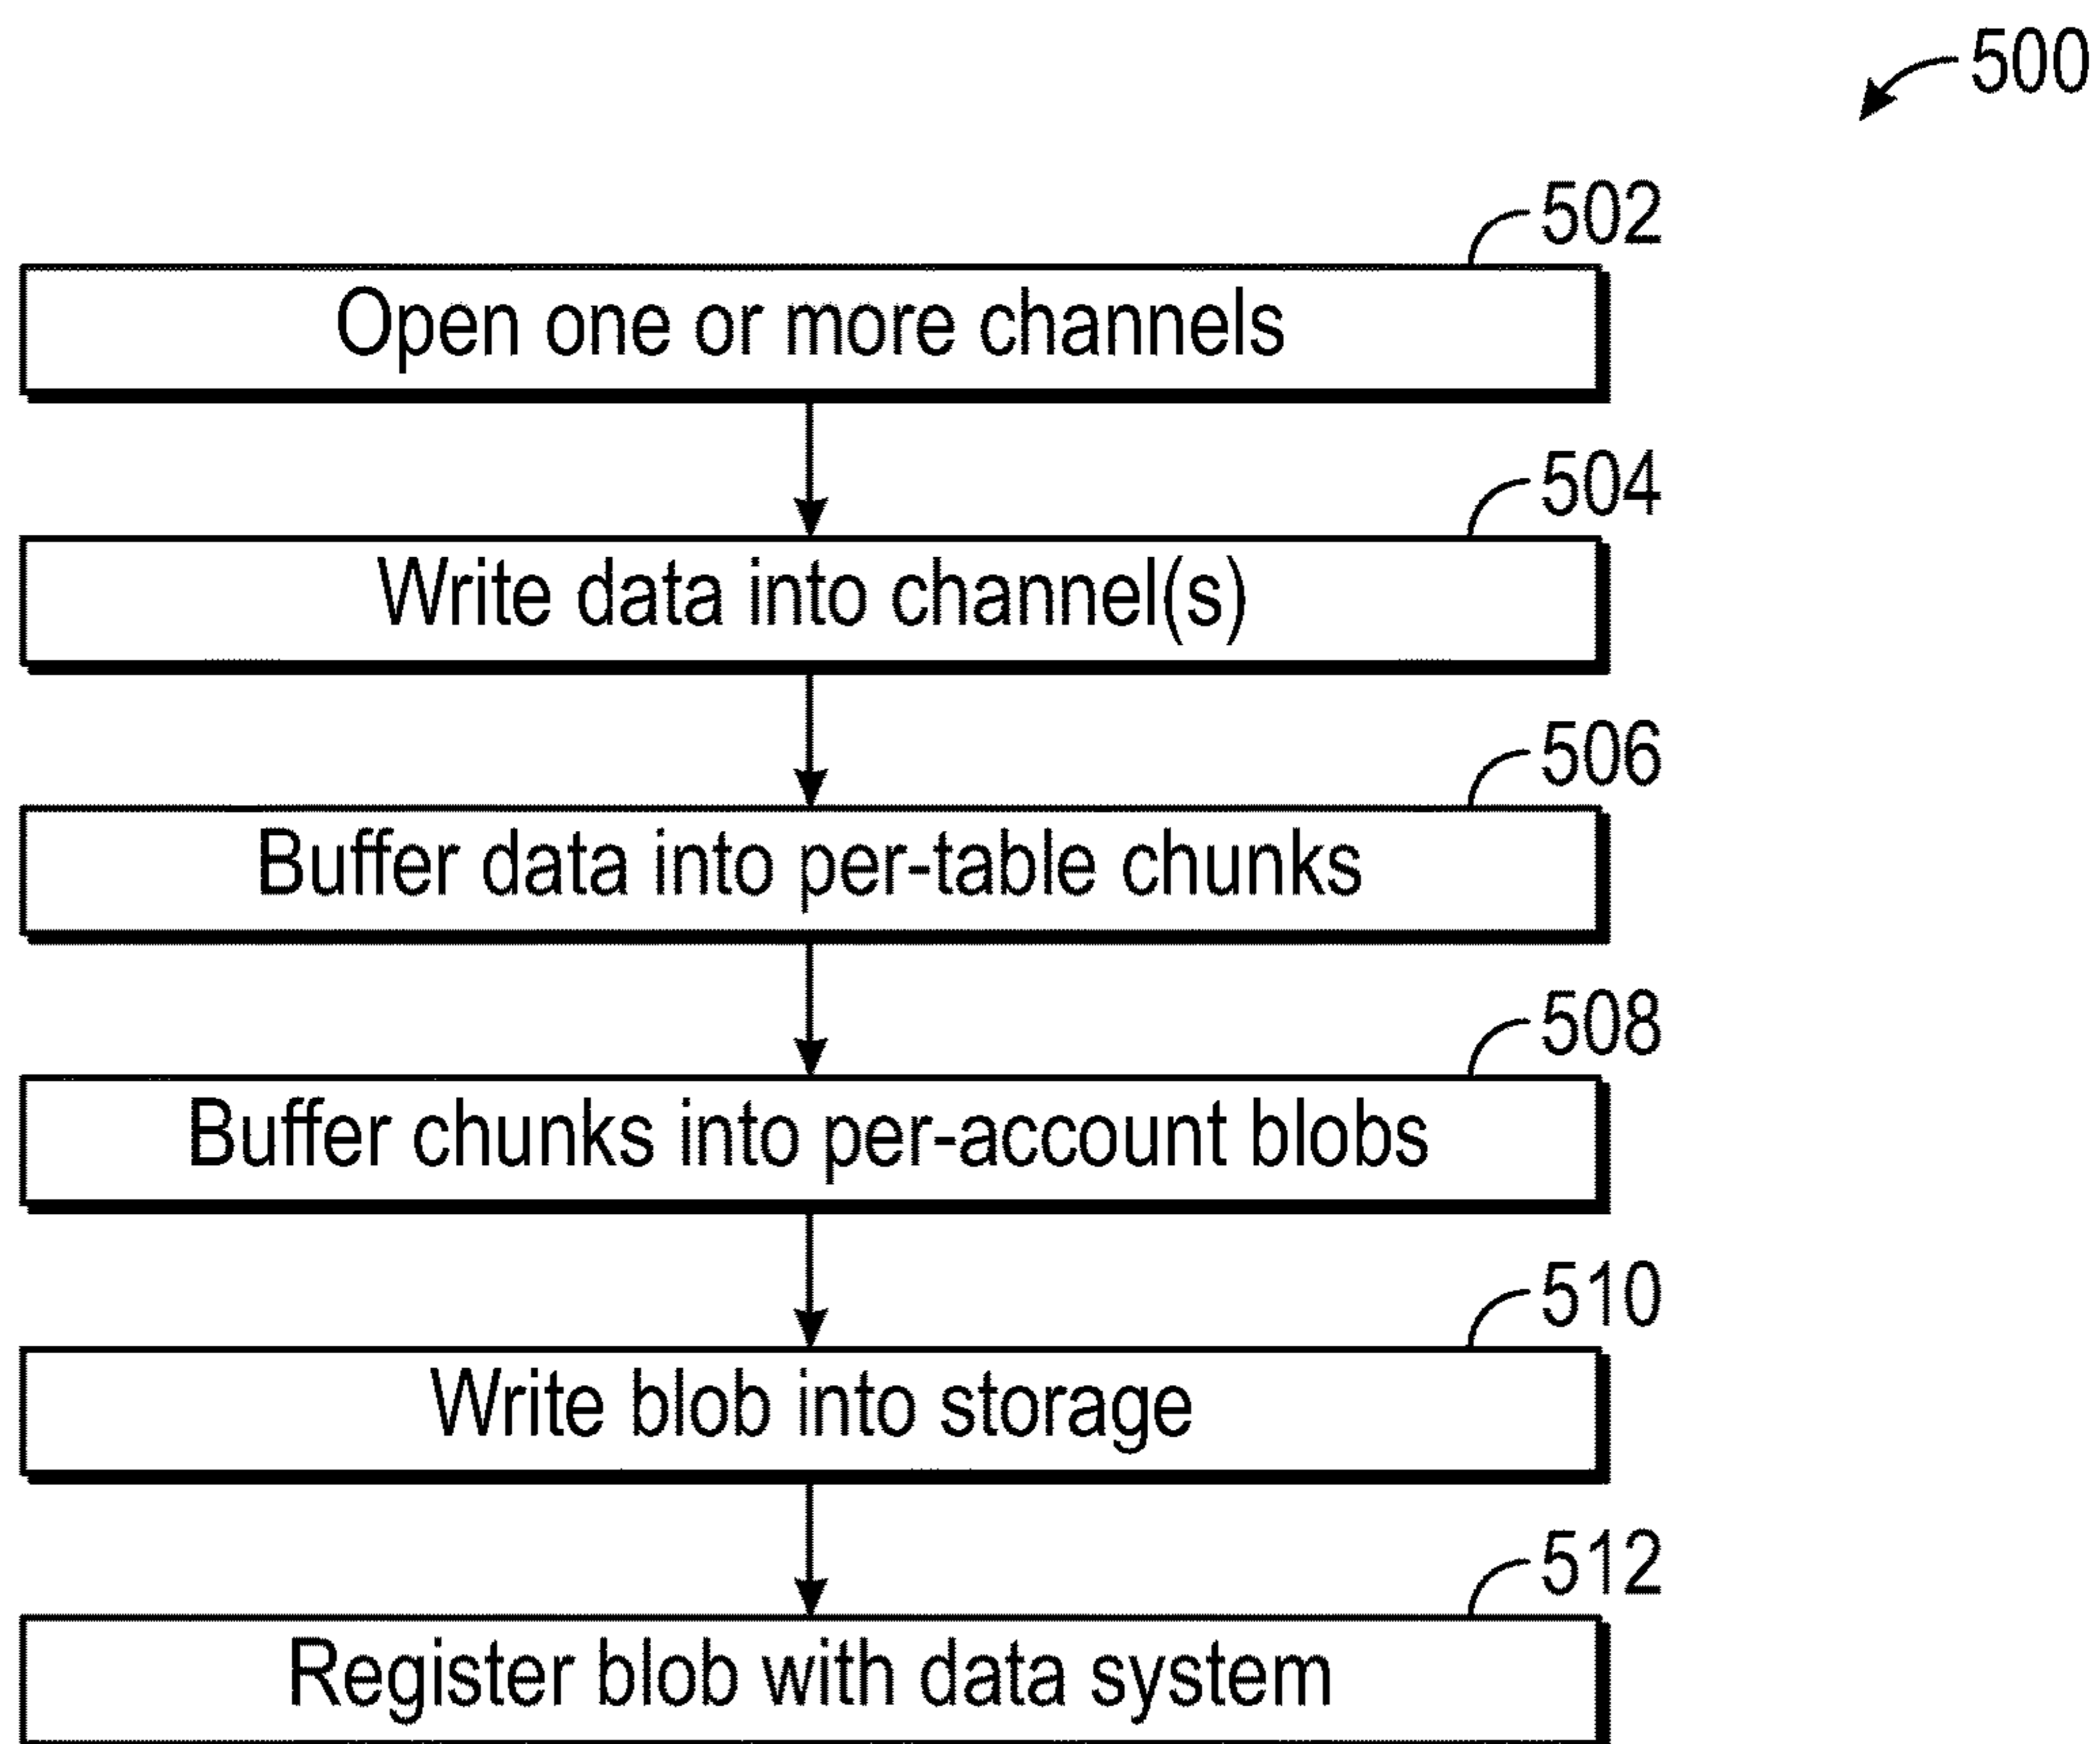 500
502
Open one or more channels
504
Write data into channel(s)
506
Buffer data into per-table chunks
508
Buffer chunks into per-account blobs
510
Write blob into storage
512
Register blob with data system